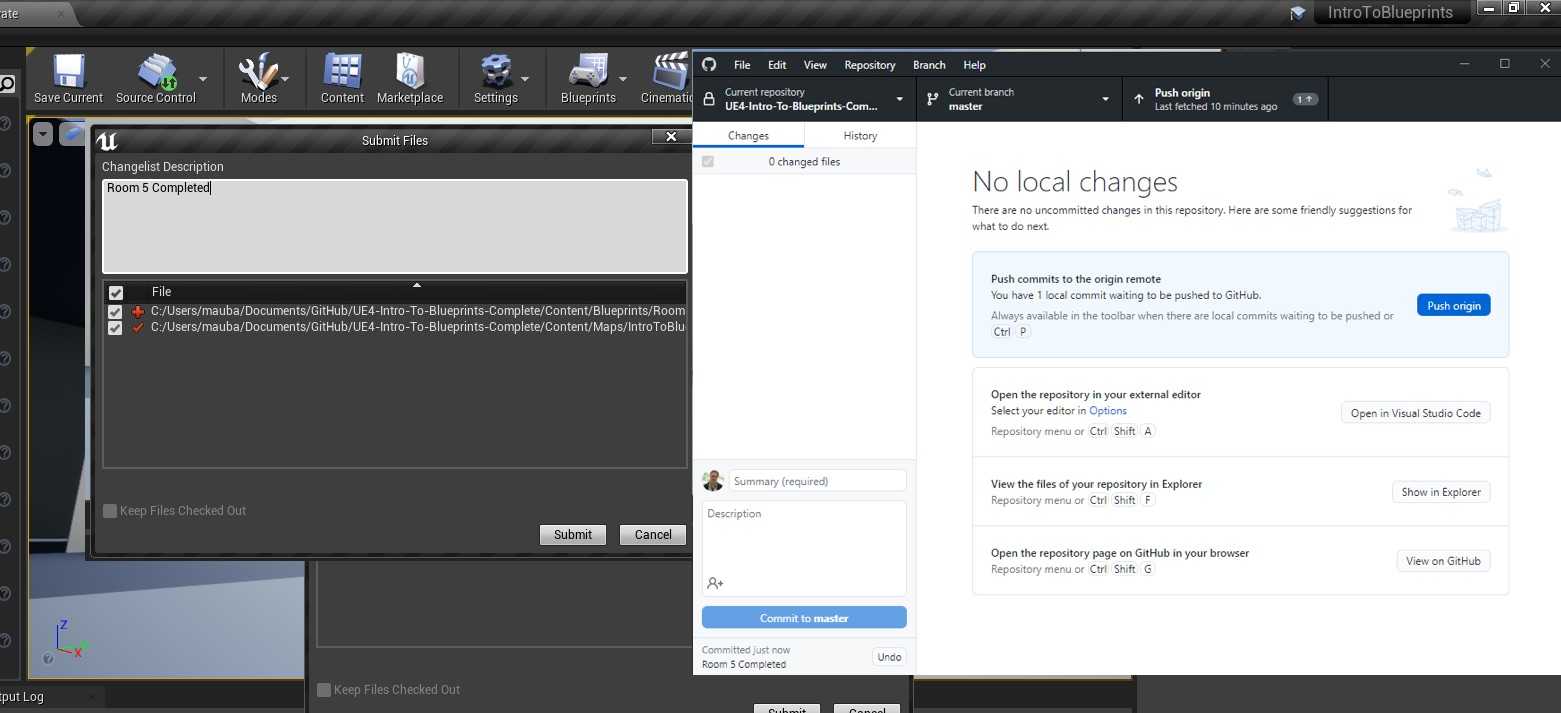 IntroToBlueprints
Save Current
Source Control
Modes
Content
Marketplace
Settings
Blueprints
Submit Files
Changelist Description
Room 5 Completed
File
C:/Users/mauba/Documents/GitHub/UE4-Intro-To-Blueprints-Complete/Content/Blueprints/Room
C:/Users/mauba/Documents/GitHub/UE4-Intro-To-Blueprints-Complete/Content/Maps/IntroToBlu
Keep Files Checked Out
Submit
Cancel
Z
X
Log
Keep Files Checked Out
Submit
Cancel
File
Edit
View
Repository
Branch
Help
Current repository
UE4-Intro-To-Blueprints-Com...
Current branch
master
Push origin
Last fetched 10 minutes ago
1
Changes
History
0 changed files
Summary (required)
Description
Commit to master
Committed just now
Room 5 Completed
Undo
No local changes
There are no uncommitted changes in this repository. Here are some friendly suggestions for
what to do next.
Push commits to the origin remote
You have 1 local commit waiting to be pushed to GitHub.
Always available in the toolbar when there are local commits waiting to be pushed or
Ctrl P
Push origin
Open the repository in your external editor
Select your editor in Options
Repository menu or Ctrl Shift A
Open in Visual Studio Code
View the files of your repository in Explorer
Repository menu or Ctrl Shift F
Show in Explorer
Open the repository page on GitHub in your browser
Repository menu or Ctrl Shift G
View on GitHub